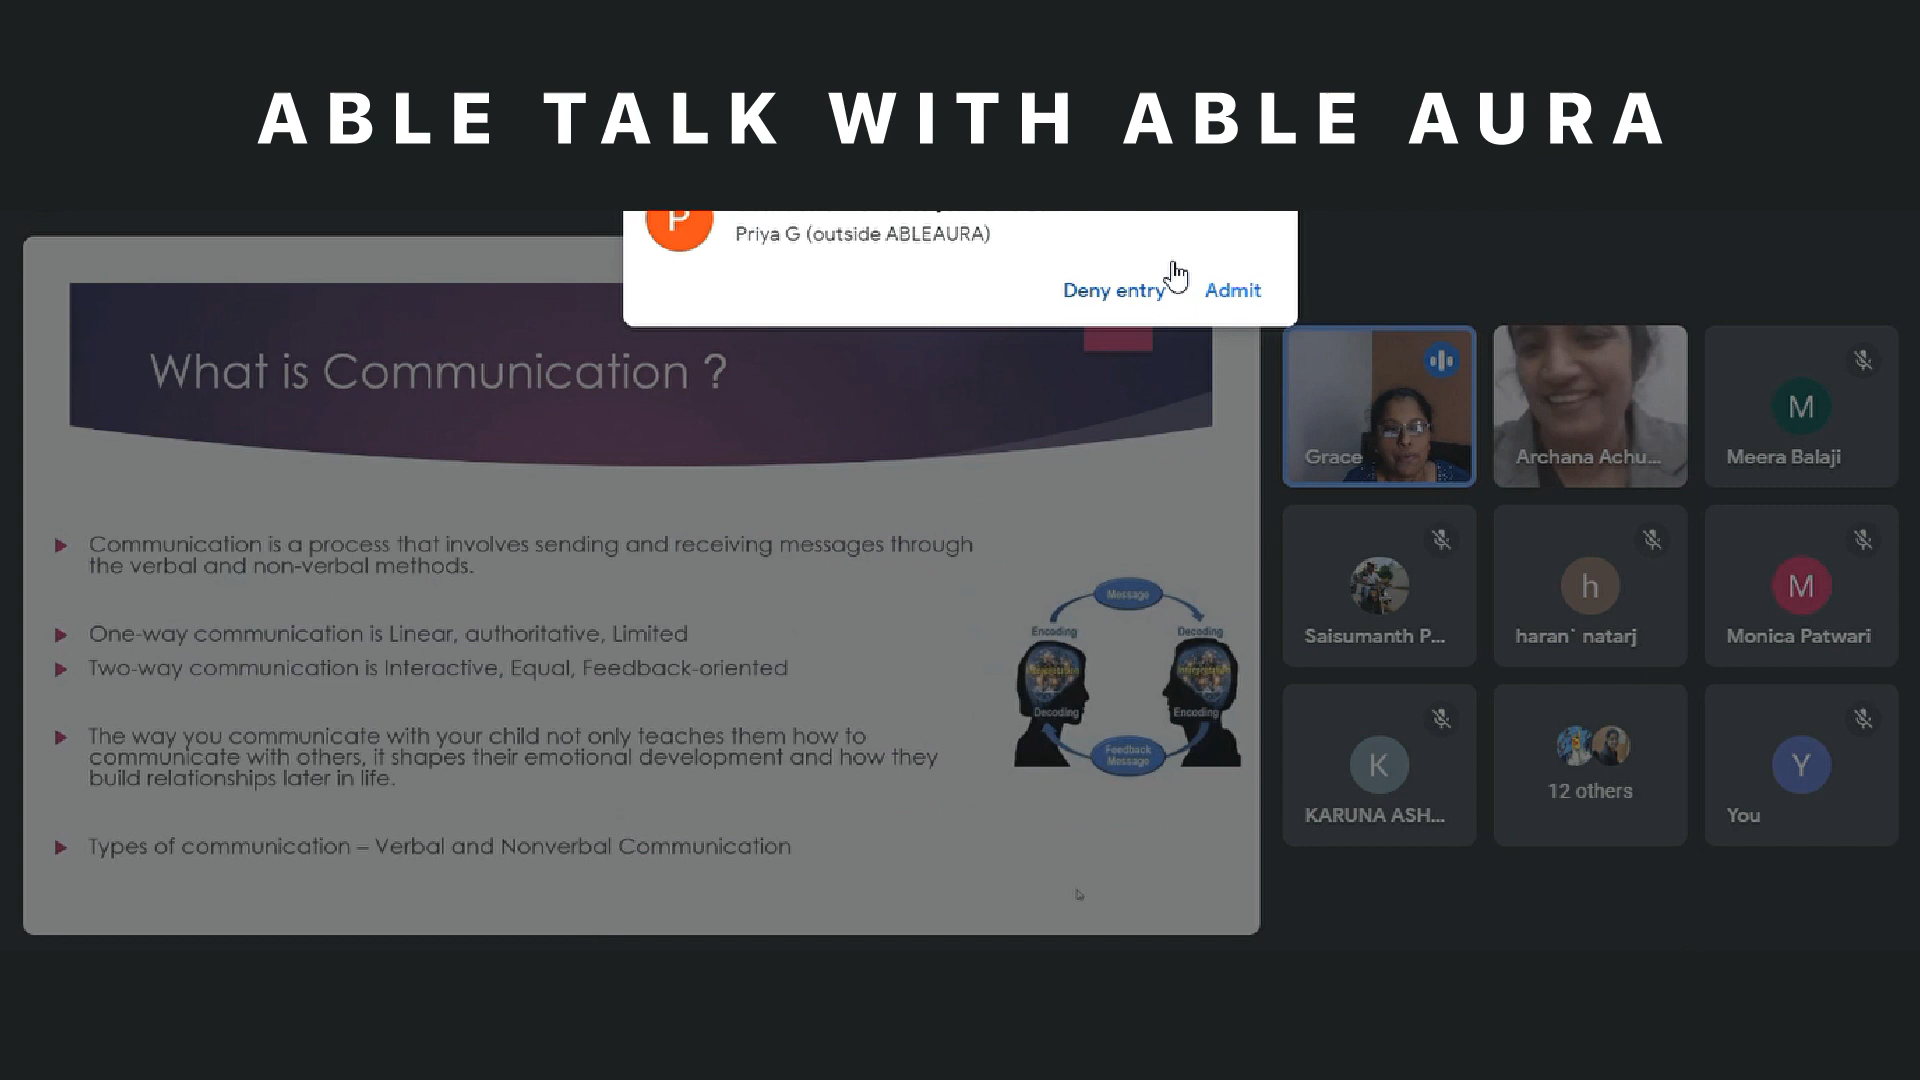 ABLE TALK WITH ABLE AURA
P
Priya G (outside ABLEAURA)
Deny entry
Admit
What is Communication ?
Communication is a process that involves sending and receiving messages through
the verbal and non-verbal methods.
One-way communication is Linear, authoritative, Limited
Two-way communication is Interactive, Equal, Feedback-oriented
The way you communicate with your child not only teaches them how to
communicate with others, it shapes their emotional development and how they
build relationships later in life.
Types of communication – Verbal and Nonverbal Communication
Message
Encoding
Decoding
Decoding
Encoding
Feedback
Message
Grace
Archana Achu...
M
Meera Balaji
Saisumanth P...
h
haran` natarj
M
Monica Patwari
K
KARUNA ASH...
12 others
Y
You